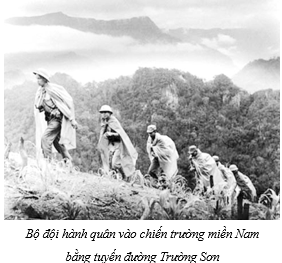 Bộ đội hành quân vào chiến trường miền Nam
bằng tuyến đường Trường Sơn